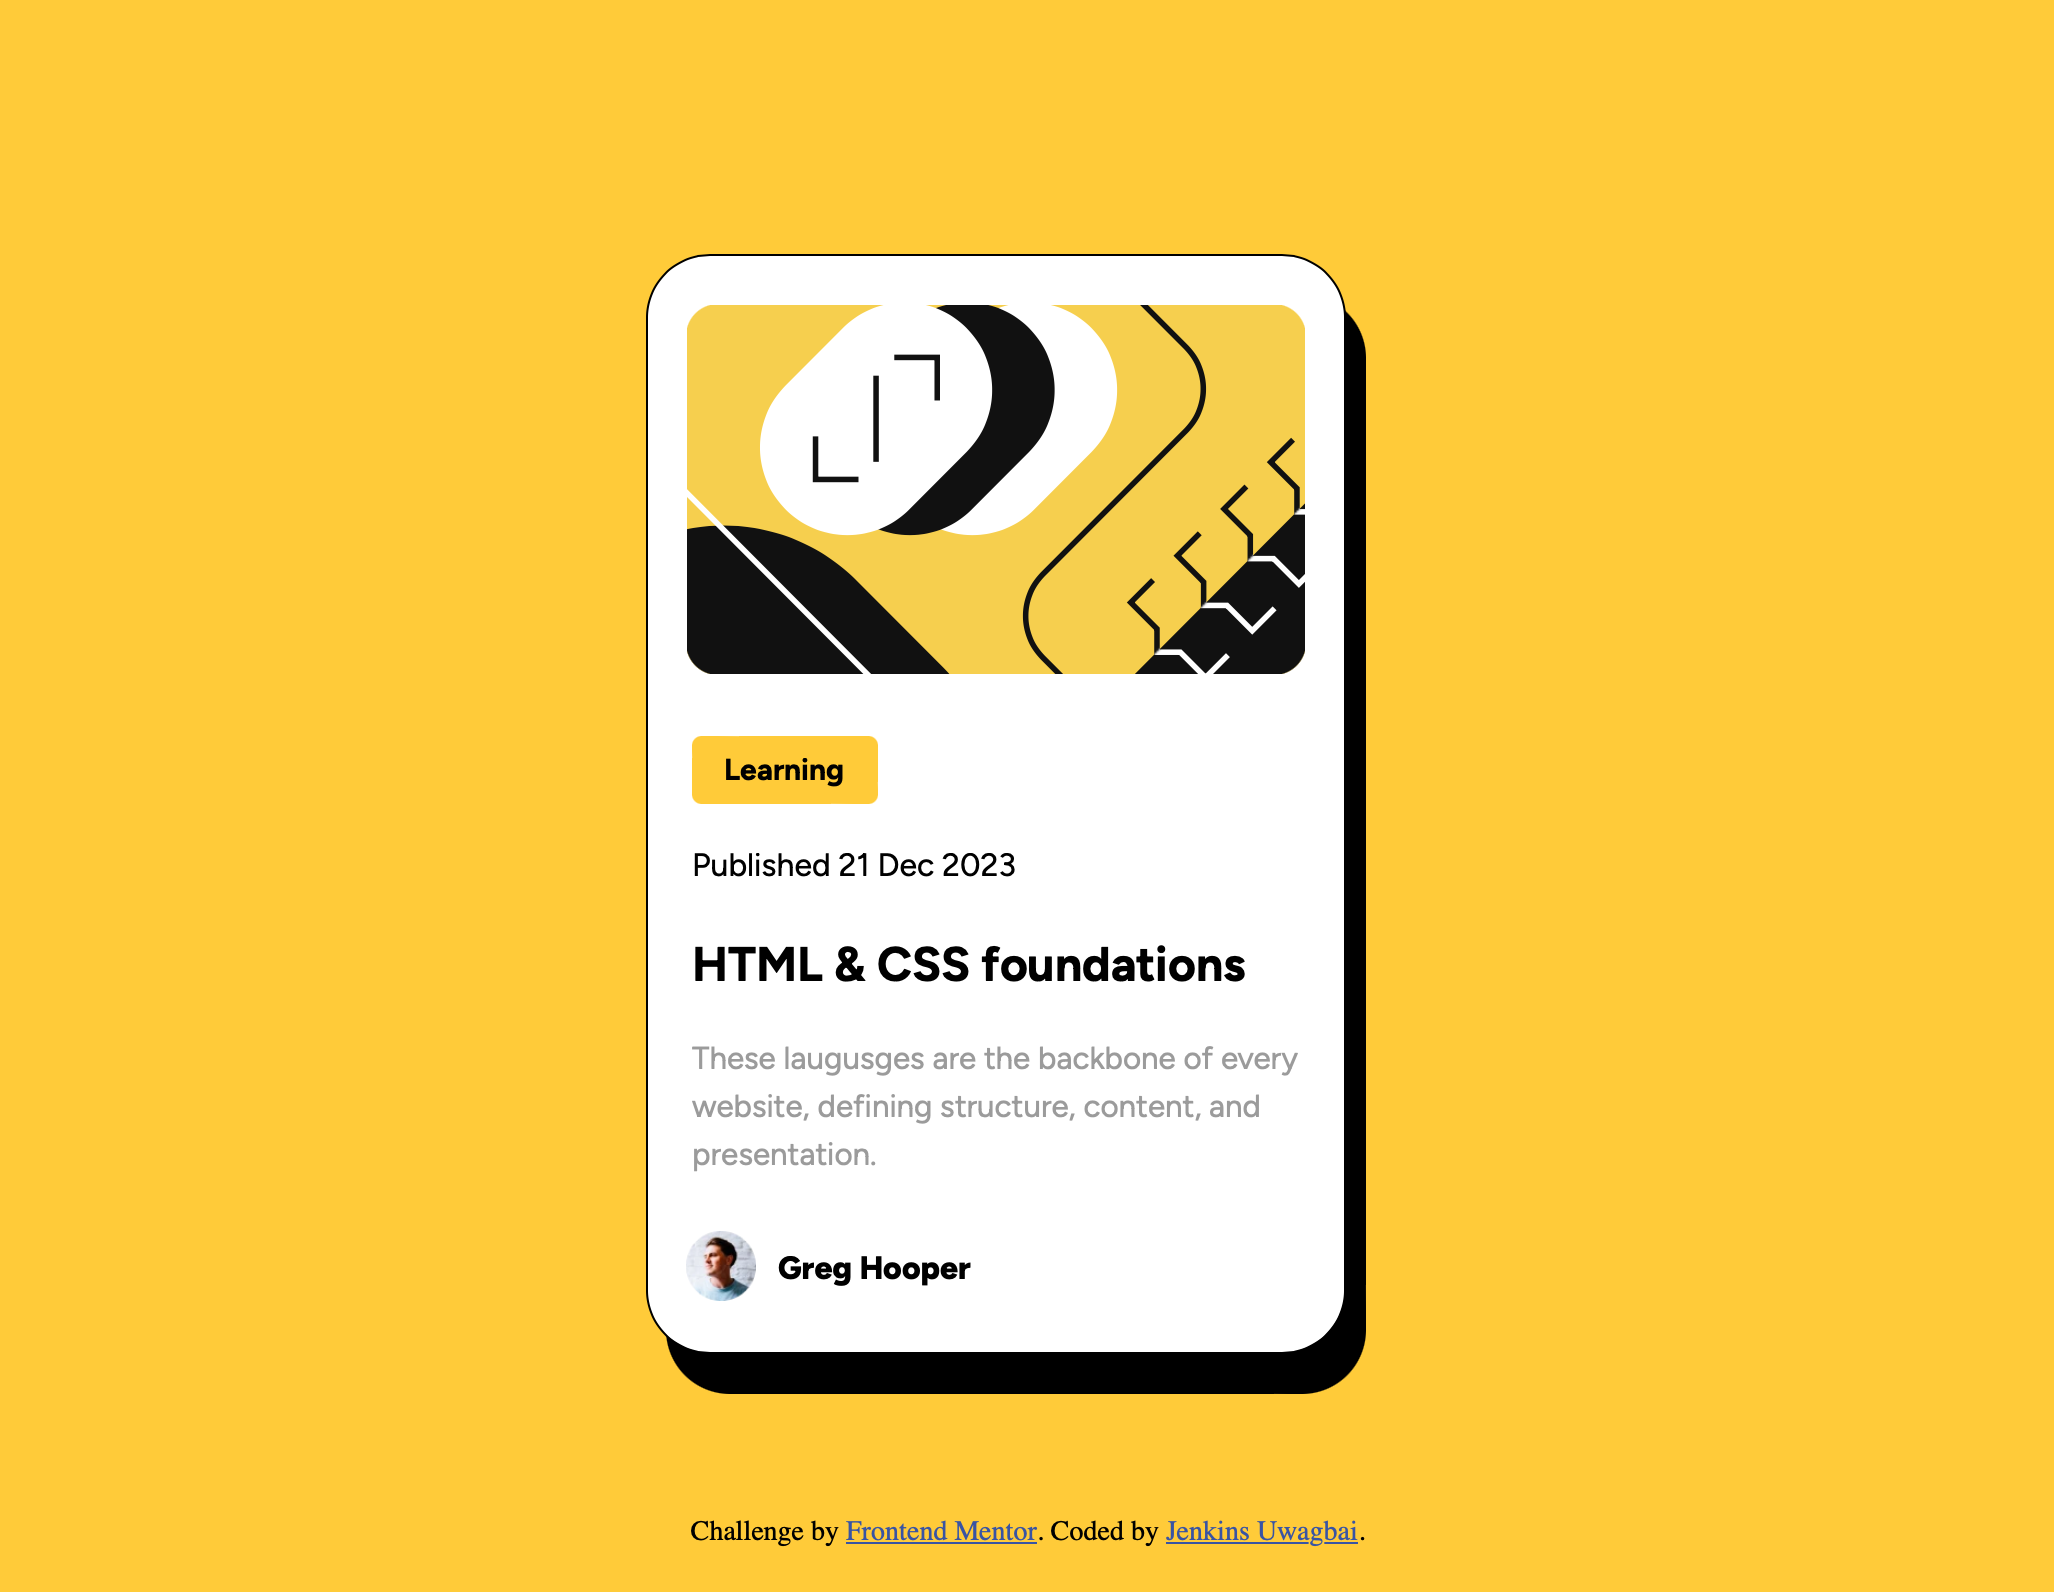 Learning
Published 21 Dec 2023
HTML & CSS foundations
These laugusges are the backbone of every
website, defining structure, content, and
presentation.
Greg Hooper
Challenge by Frontend Mentor. Coded by Jenkins Uwagbai.